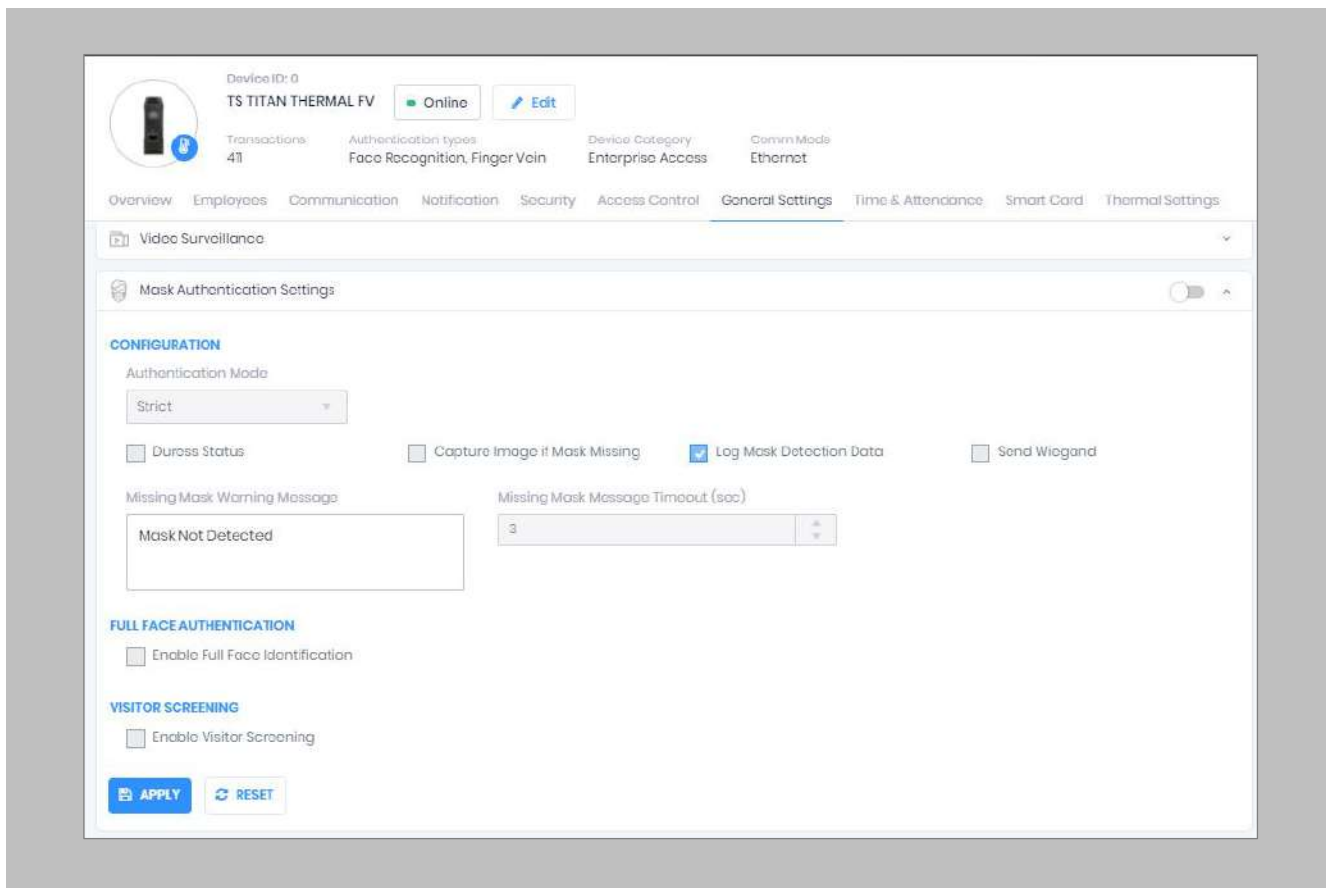 Device ID: 0
TS TITAN THERMAL FV
Online
Edit
Transactions Authentication types Device Category Comm Mode
411 Face Recognition, Finger Vein Enterprise Access Ethernet
Overview Employees Communication Notification Security Access Control General Settings Time & Attendance Smart Card Thermal Settings
Video Surveillance
Mask Authentication Settings
CONFIGURATION
Authentication Mode
Strict
Duress Status Capture Image if Mask Missing Log Mask Detection Data Send Wiegand
Missing Mask Warning Message Missing Mask Message Timeout (sec)
Mask Not Detected 3
FULL FACE AUTHENTICATION
Enable Full Face Identification
VISITOR SCREENING
Enable Visitor Screening
APPLY RESET